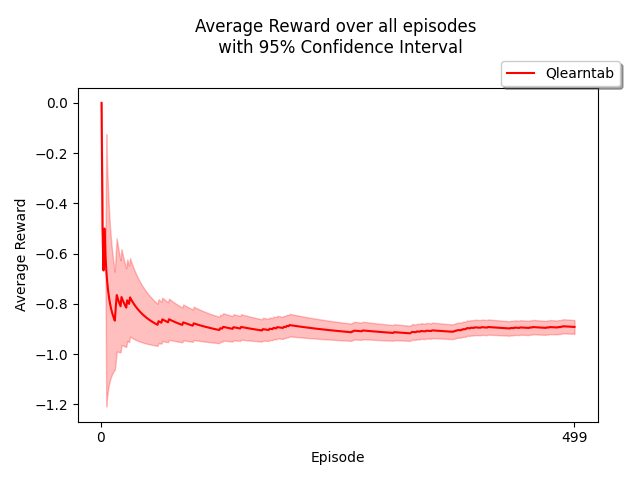 Average Reward over all episodes
with 95% Confidence Interval
Qlearntab
0.0
−0.2
−0.4
−0.6
−0.8
−1.0
−1.2
Average Reward
0
499
Episode